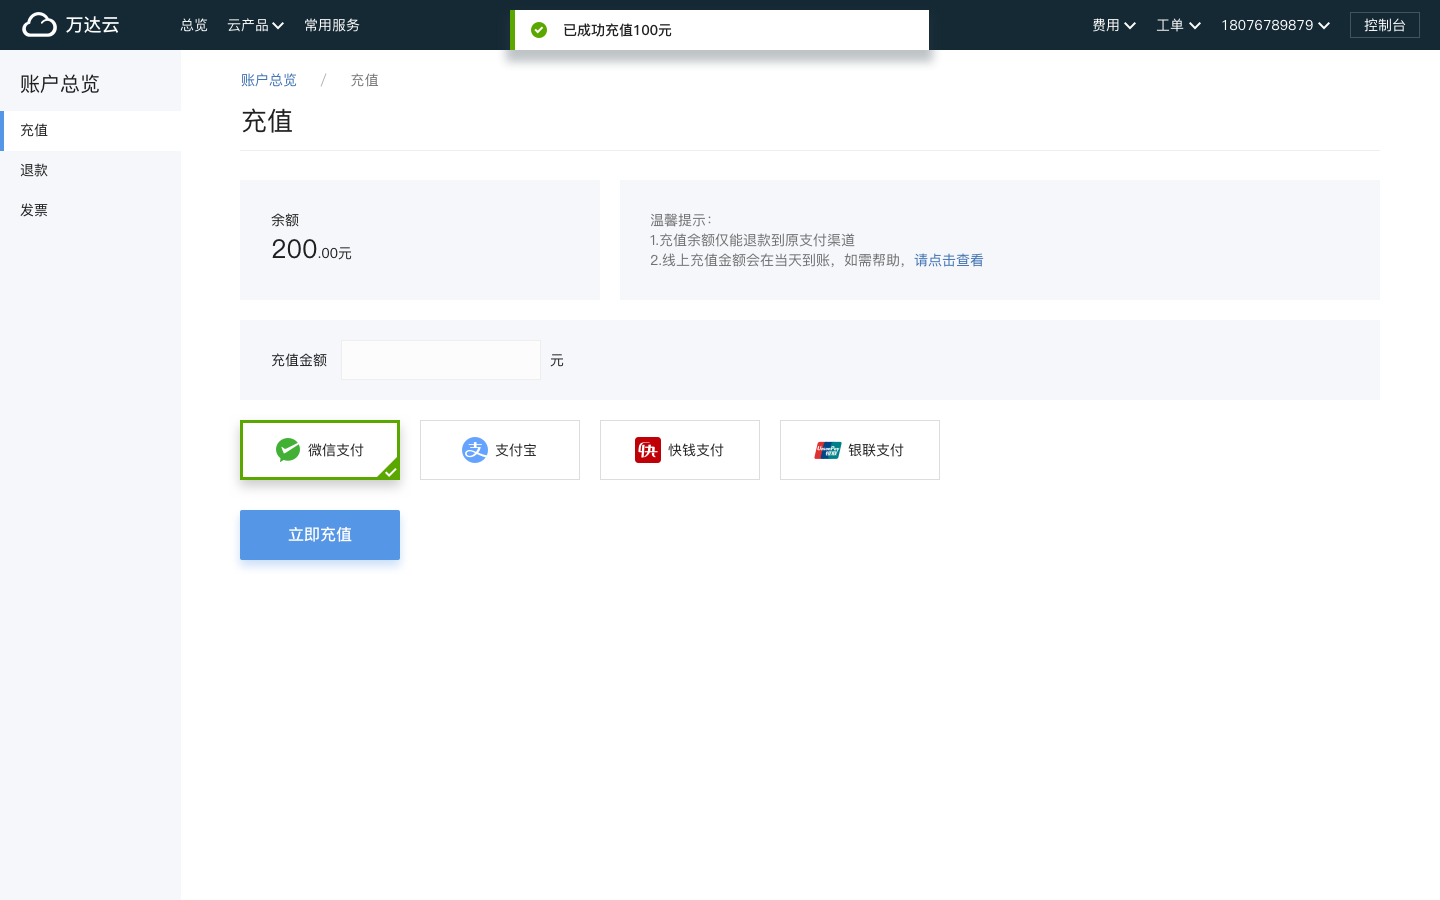 万达云
总览
云产品
常用服务
已成功充值100元
费用
工单
18076789879
控制台
账户总览
充值
退款
发票
账户总览 / 充值
充值
余额
200.00元
温馨提示：
1.充值余额仅能退款到原支付渠道
2.线上充值金额会在当天到账，如需帮助，请点击查看
充值金额
元
微信支付
支付宝
快钱支付
银联支付
立即充值